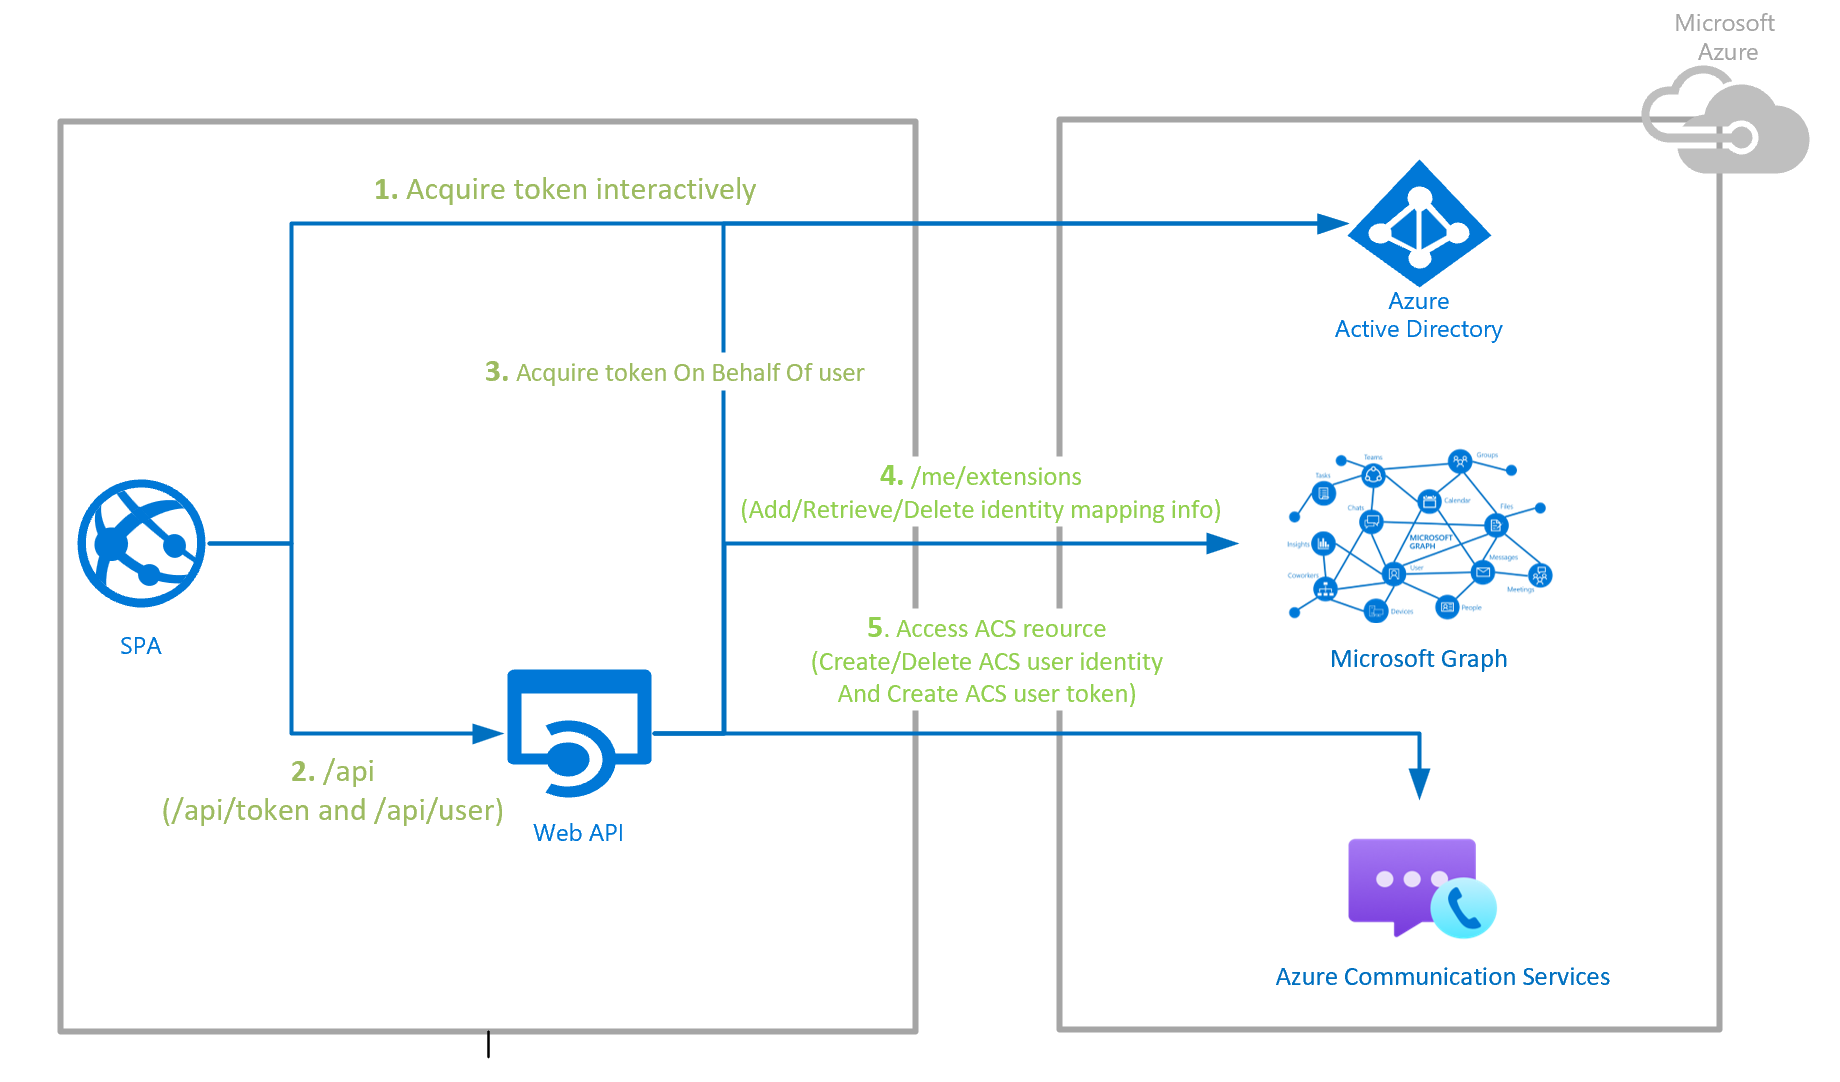 Microsoft
Azure
1. Acquire token interactively
Azure
Active Directory
3. Acquire token On Behalf Of user
4. /me/extensions
(Add/Retrieve/Delete identity mapping info)
Teams
Groups
Tasks
Calendar
Chats
Files
MICROSOFT
GRAPH
Insights
Messages
User
Coworkers
Meetings
Devices
People
Microsoft Graph
SPA
5. Access ACS reource
(Create/Delete ACS user identity
And Create ACS user token)
2. /api
(/api/token and /api/user)
Web API
Azure Communication Services